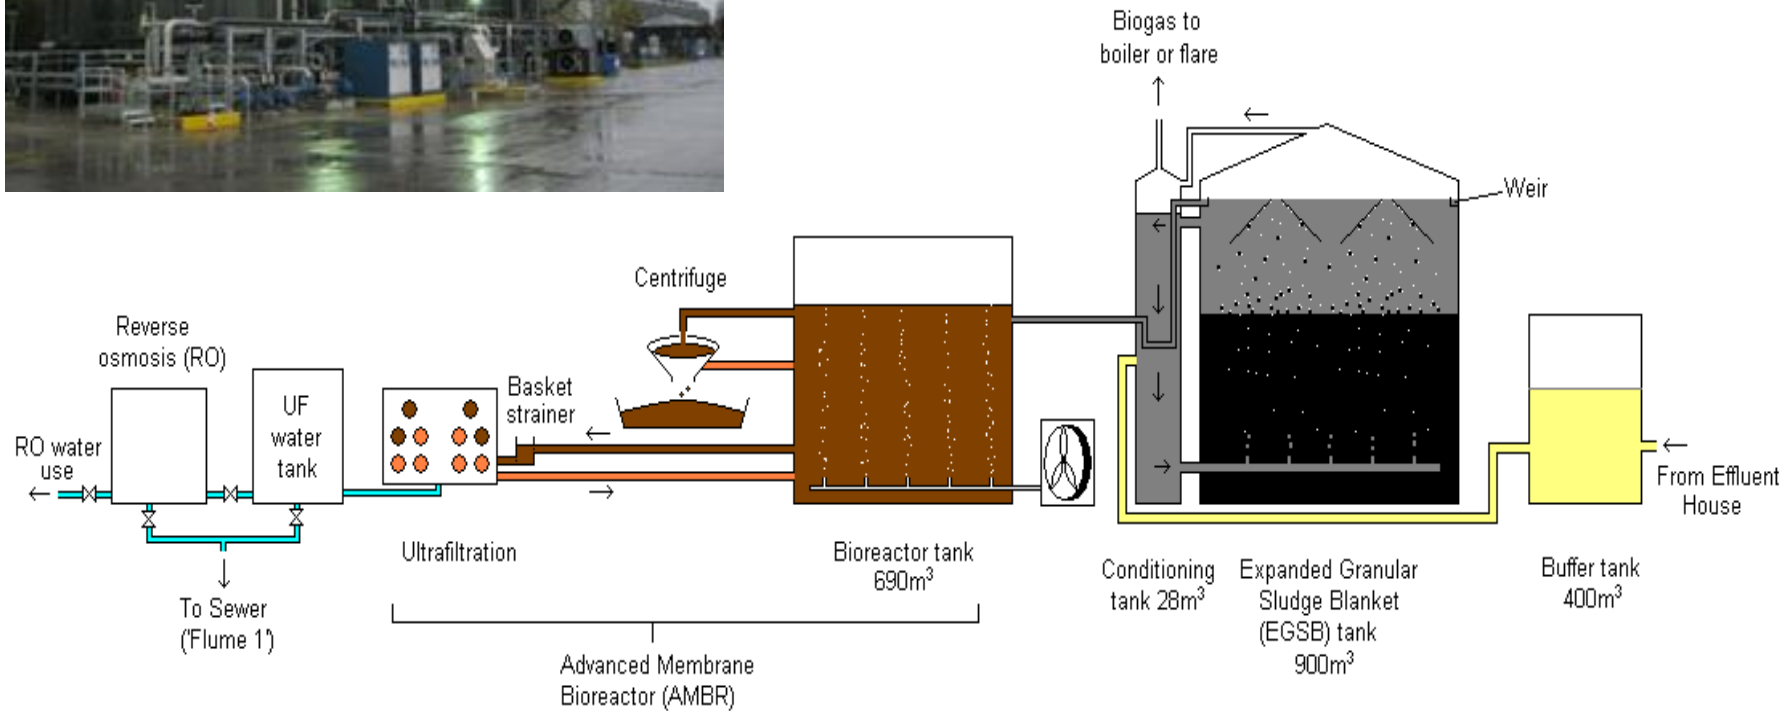 Biogas to
boiler or flare
Weir
Centrifuge
Reverse
osmosis (RO)
Basket
strainer
UF
water
tank
RO water
use
From Effluent
House
Ultrafiltration
Bioreactor tank
690m³
Conditioning
tank 28m³
Expanded Granular
Sludge Blanket
(EGSB) tank
900m³
Buffer tank
400m³
To Sewer
('Flume 1')
Advanced Membrane
Bioreactor (AMBR)